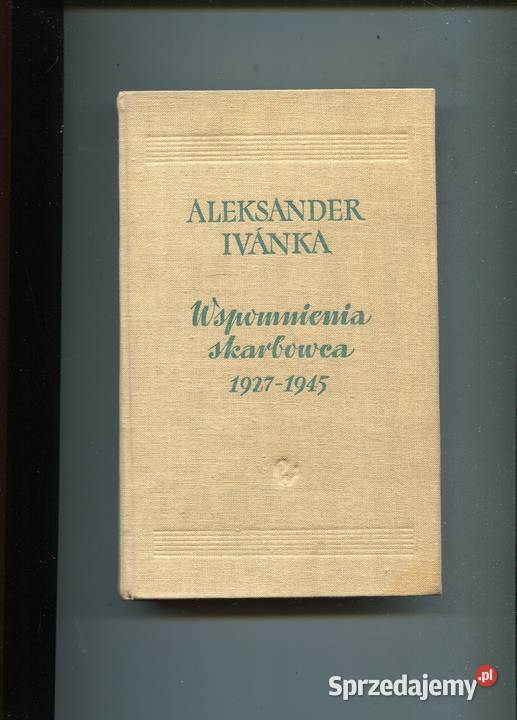 ALEKSANDER
IVÁNKA
Wspomnienia
skarbowca
1927-1945
Sprzedajemy.pl